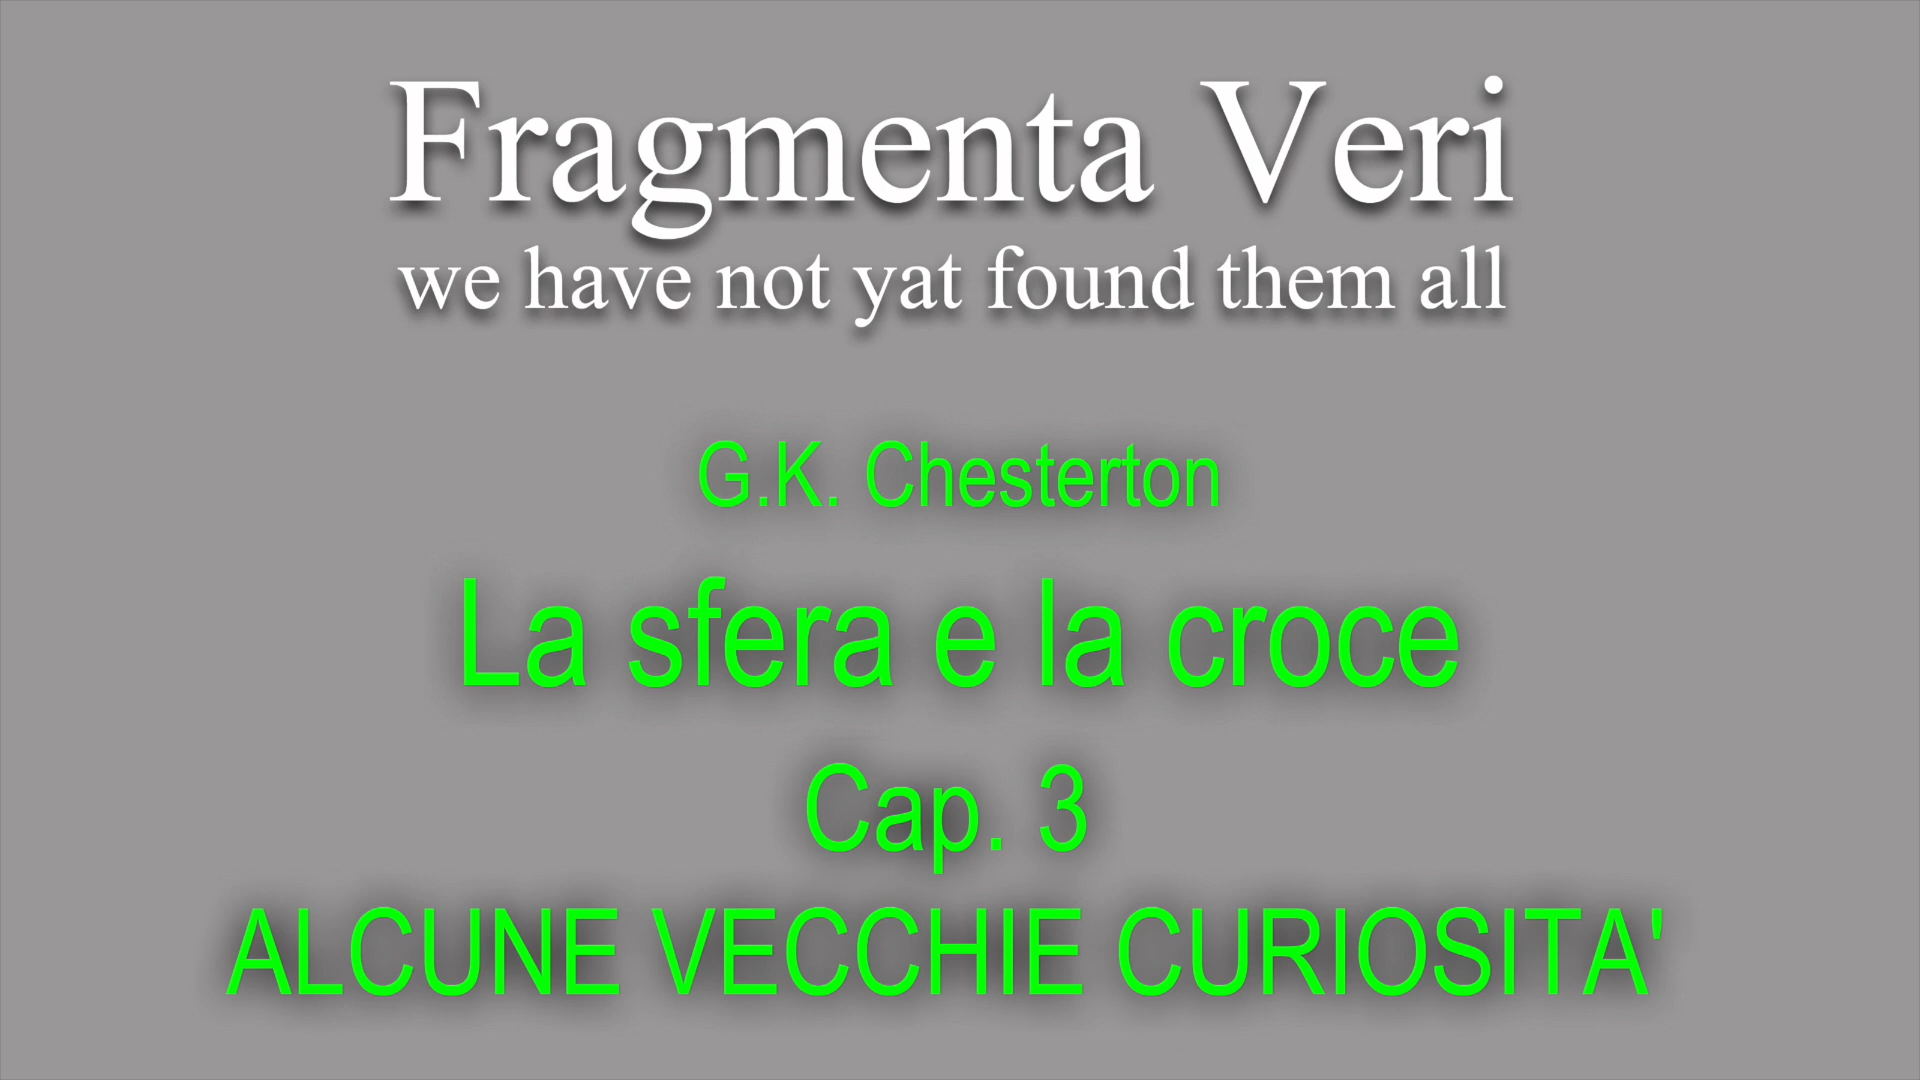 Fragmenta Veri
we have not yat found them all
G.K. Chesterton
La sfera e la croce
Cap. 3
ALCUNE VECCHIE CURIOSITA'